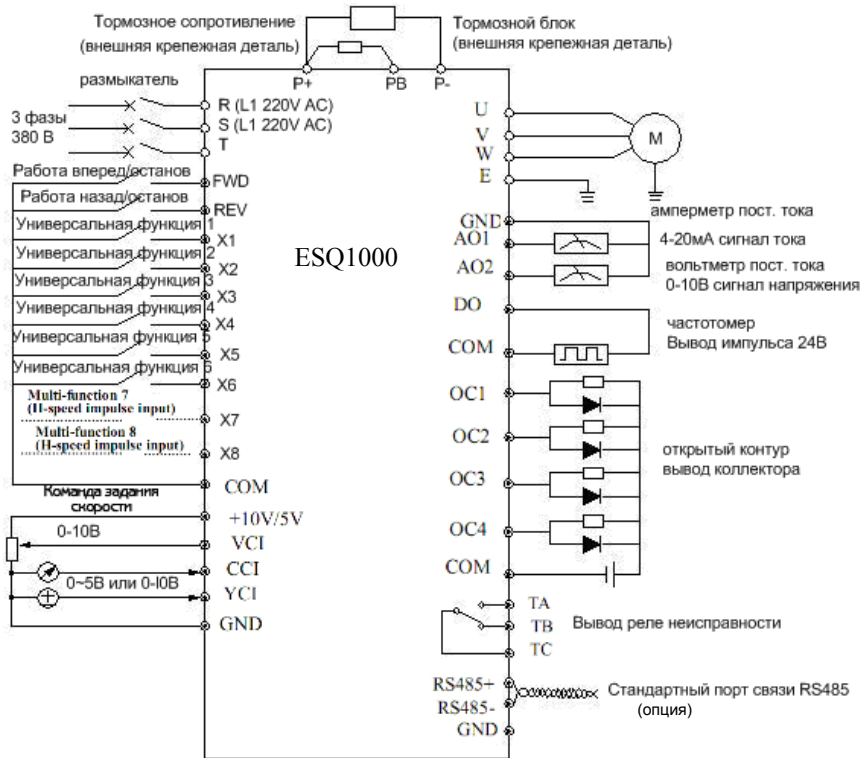 Тормозное сопротивление
(внешняя крепежная деталь)
Тормозной блок
(внешняя крепежная деталь)
P+
PB
P-
размыкатель
3 фазы
380 В
R (L1 220V AC)
S (L1 220V AC)
T
Работа вперед/останов
FWD
Работа назад/останов
REV
Универсальная функция 1
X1
Универсальная функция 2
X2
Универсальная функция 3
X3
Универсальная функция 4
X4
Универсальная функция 5
X5
Универсальная функция 6
X6
Multi-function 7
(H-speed impulse input)
X7
Multi-function 8
(H-speed impulse input)
X8
COM
Команда задания
скорости
+10V/5V
0-10В
VCI
CCI
0~5В или 0-I0В
YCI
GND
ESQ1000
U
V
W
E
M
GND
амперметр пост. тока
AO1
4-20мА сигнал тока
AO2
вольтметр пост. тока
0-10В сигнал напряжения
DO
частотомер
Вывод импульса 24В
COM
OC1
OC2
OC3
OC4
открытый контур
вывод коллектора
COM
TA
TB
TC
Вывод реле неисправности
RS485+
RS485-
GND
Стандартный порт связи RS485
(опция)